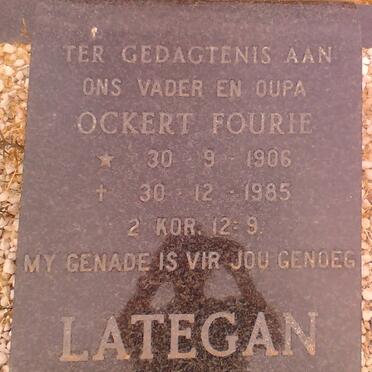 TER GEDAGTENIS AAN
ONS VADER EN OUPA
OCKERT FOURIE
★ 30 - 9 - 1906
† 30 - 12 - 1985
2 KOR. 12-9.
MY GENADE IS VIR JOU GENOEG
LATEGAN